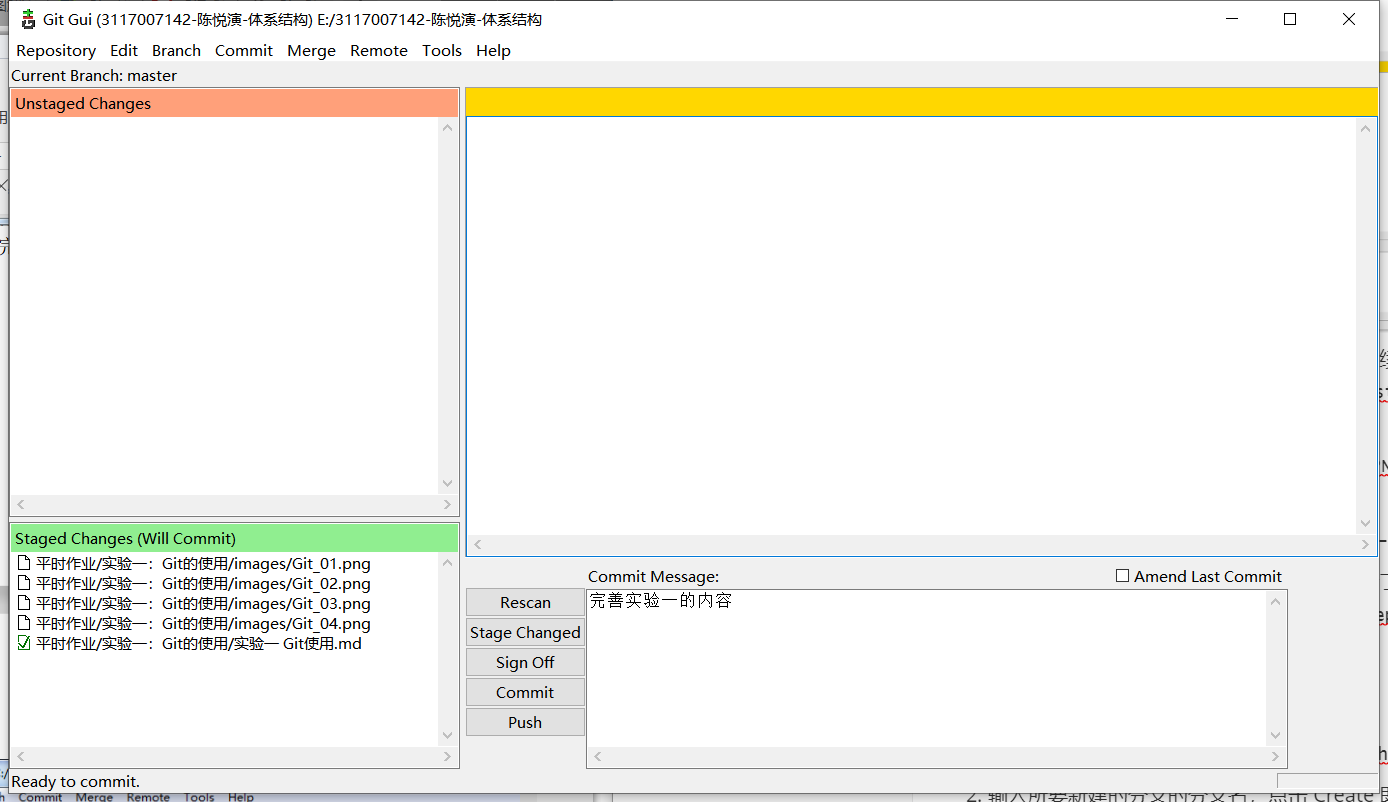 Git Gui (3117007142-陈悦演-体系结构) E:/3117007142-陈悦演-体系结构
Repository Edit Branch Commit Merge Remote Tools Help
Current Branch: master
Unstaged Changes
Staged Changes (Will Commit)
平时作业/实验一：Git的使用/images/Git_01.png
平时作业/实验一：Git的使用/images/Git_02.png
平时作业/实验一：Git的使用/images/Git_03.png
平时作业/实验一：Git的使用/images/Git_04.png
平时作业/实验一：Git的使用/实验一 Git使用.md
Commit Message:
Amend Last Commit
Rescan
Stage Changed
Sign Off
Commit
Push
完善实验一的内容
Ready to commit.
Commit Merge Remote Tools Help
2. 输入所要新建的分支的分支名，点击 Create